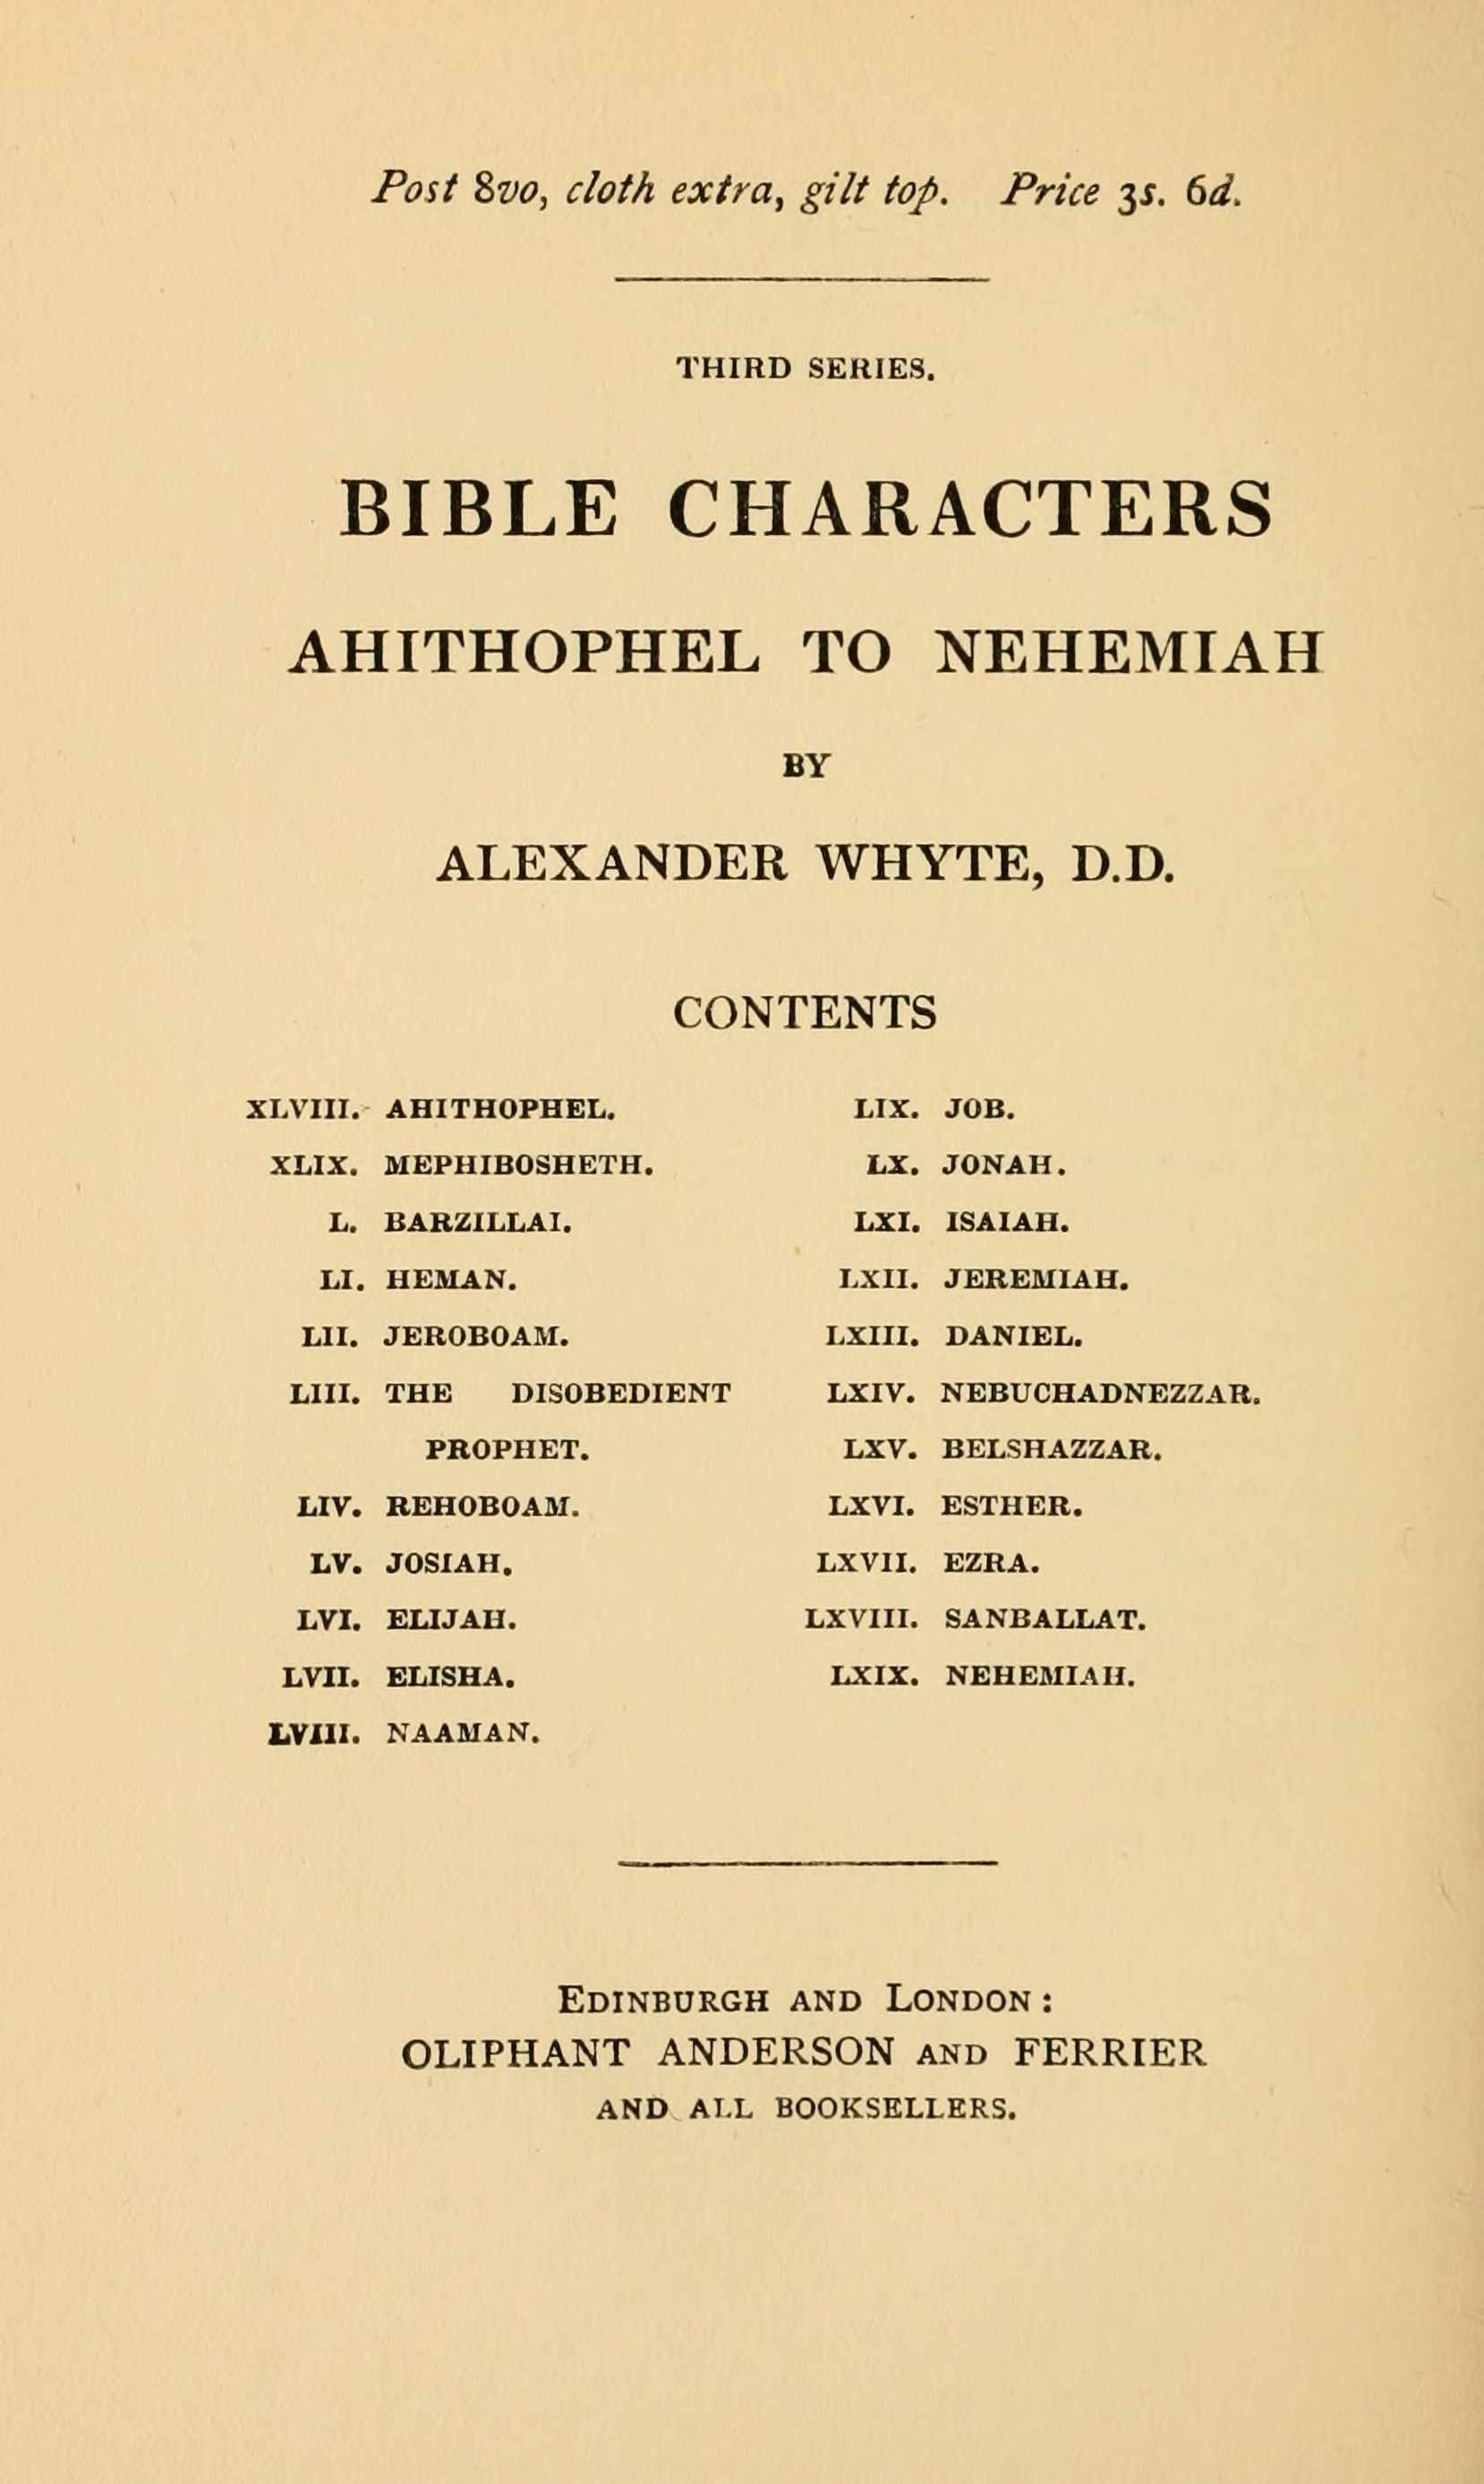 Post 8vo, cloth extra, gilt top. Price 3s. 6d.
THIRD SERIES.
BIBLE CHARACTERS
AHITHOPHEL TO NEHEMIAH
BY
ALEXANDER WHYTE, D.D.
CONTENTS
XLVIII. AHITHOPHEL.
XLIX. MEPHIBOSHETH.
L. BARZILLAI.
LI. HEMAN.
LII. JEROBOAM.
LIII. THE DISOBEDIENT
PROPHET.
LIV. REHOBOAM.
LV. JOSIAH.
LVI. ELIJAH.
LVII. ELISHA.
LVIII. NAAMAN.
LIX. JOB.
LX. JONAH.
LXI. ISAIAH.
LXII. JEREMIAH.
LXIII. DANIEL.
LXIV. NEBUCHADNEZZAR.
LXV. BELSHAZZAR.
LXVI. ESTHER.
LXVII. EZRA.
LXVIII. SANBALLAT.
LXIX. NEHEMIAH.
EDINBURGH AND LONDON:
OLIPHANT ANDERSON AND FERRIER
AND ALL BOOKSELLERS.